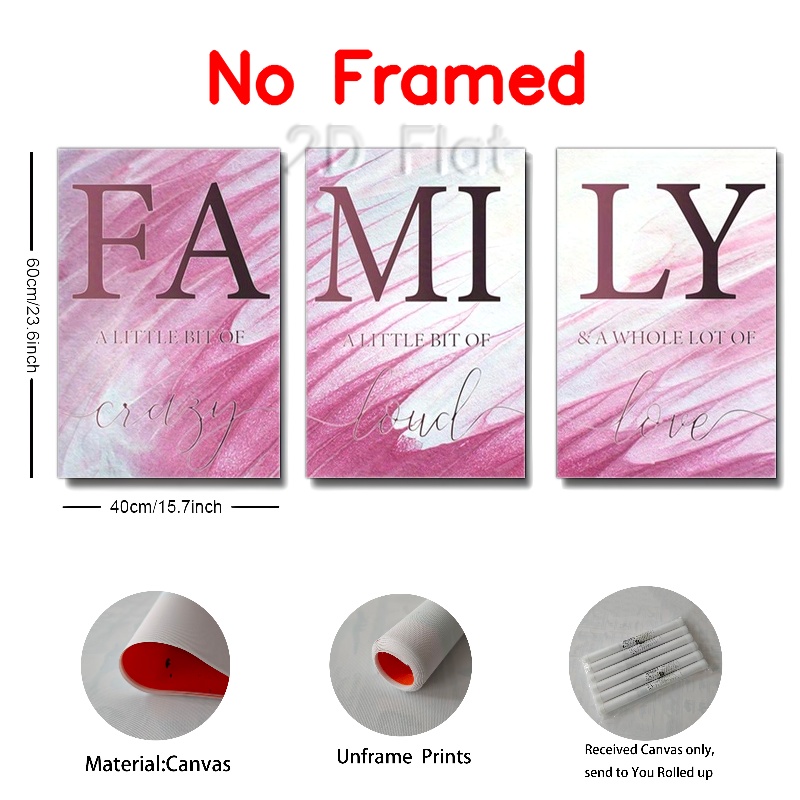 No Framed
2D Flat
FA
MI
LY
A LITTLE BIT OF
A LITTLE BIT OF
& A WHOLE LOT OF
crazy
loud
love
60cm/23.6inch
40cm/15.7inch
Material:Canvas
Unframe Prints
Received Canvas only,
send to You Rolled up